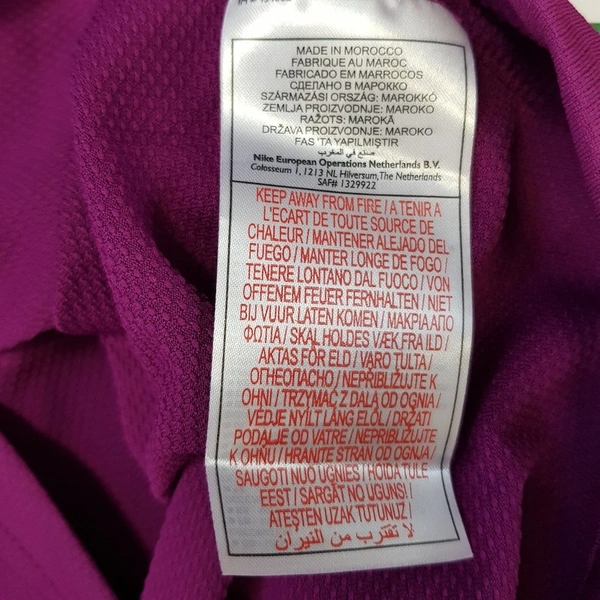 MADE IN MOROCCO
FABRIQUE AU MAROC
FABRICADO EM MARROCOS
СДЕЛАНО В МАРОККО
SZÁRMAZÁSI ORSZÁG: MAROKKÓ
ZEMLJA PROIZVODNJE: MAROKO
RAŽOTS: MAROKĀ
DRŽAVA PROIZVODNJE: MAROKO
FAS 'TA YAPILMIŞTIR
صنع في المغرب
Nike European Operations Netherlands B.V.
Colosseum 1, 1213 NL Hilversum, The Netherlands
SAF# 1329922
KEEP AWAY FROM FIRE / A TENIR A
L'ECART DE TOUTE SOURCE DE
CHALEUR / MANTENER ALEJADO DEL
FUEGO / MANTER LONGE DE FOGO /
TENERE LONTANO DAL FUOCO / VON
OFFENEM FEUER FERNHALTEN / NIET
BIJ VUUR LATEN KOMEN / ΜΑΚΡΙΑ ΑΠΟ
ΦΩΤΙΑ / SKAL HOLDES VÆK FRA ILD /
AKTAS FÖR ELD / VARO TULTA /
ОГНЕОПАСНО / NEPŘIBLIŽUJTE K
OHNI / TRZYMAĆ Z DALA OD OGNIA /
VEDJE NYÍLT LÁNG ELŐL / DRŽATI
PODALJE OD VATRE / NEPRIBLIŽUJTE
K OHŇU / HRANITE STRAN OD OGNJA /
SAUGOTI NUO UGNIES / HOIDA TULE
EEST / SARGĀT NO UGUNS! /
ATEŞTEN UZAK TUTUNUZ /
لا تقترب من النيران